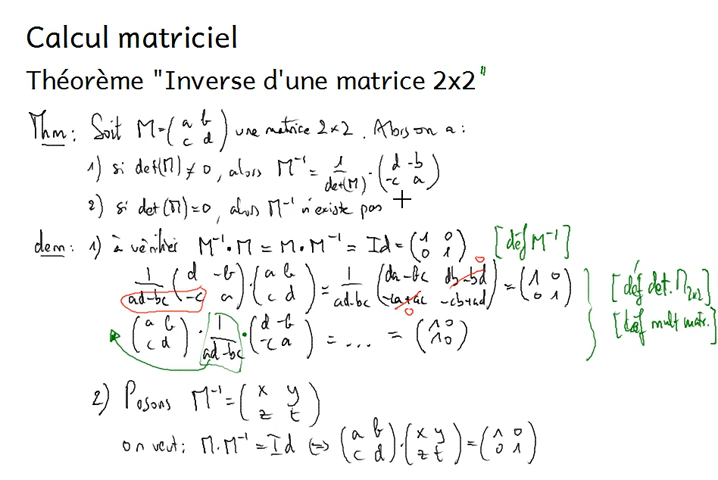 Calcul matriciel
Théorème "Inverse d'une matrice 2x2"
Thm: Soit M=(a b / c d) une matrice 2×2. Alors on a:
1) si det(M)≠0, alors M⁻¹ = 1/det(M) · (d -b / -c a)
2) si det(M)=0, alors M⁻¹ n'existe pas
dem: 1) à vérifier M⁻¹·M = M·M⁻¹ = Id = (1 0 / 0 1) [déf M⁻¹]
1/(ad-bc) (d -b / -c a)·(a b / c d) = 1/(ad-bc) (da-bc db-bd / -ca+ac -cb+ad) = (1 0 / 0 1) 0 0 [déf det. M2x2]
(a b / c d)·1/(ad-bc)·(d -b / -c a) = ... = (1 0 / 1 0) [déf mult matr.]
2) Posons M⁻¹ = (x y / z t)
on veut: M·M⁻¹ = Id ⇔ (a b / c d)·(x y / z t) = (1 0 / 0 1)